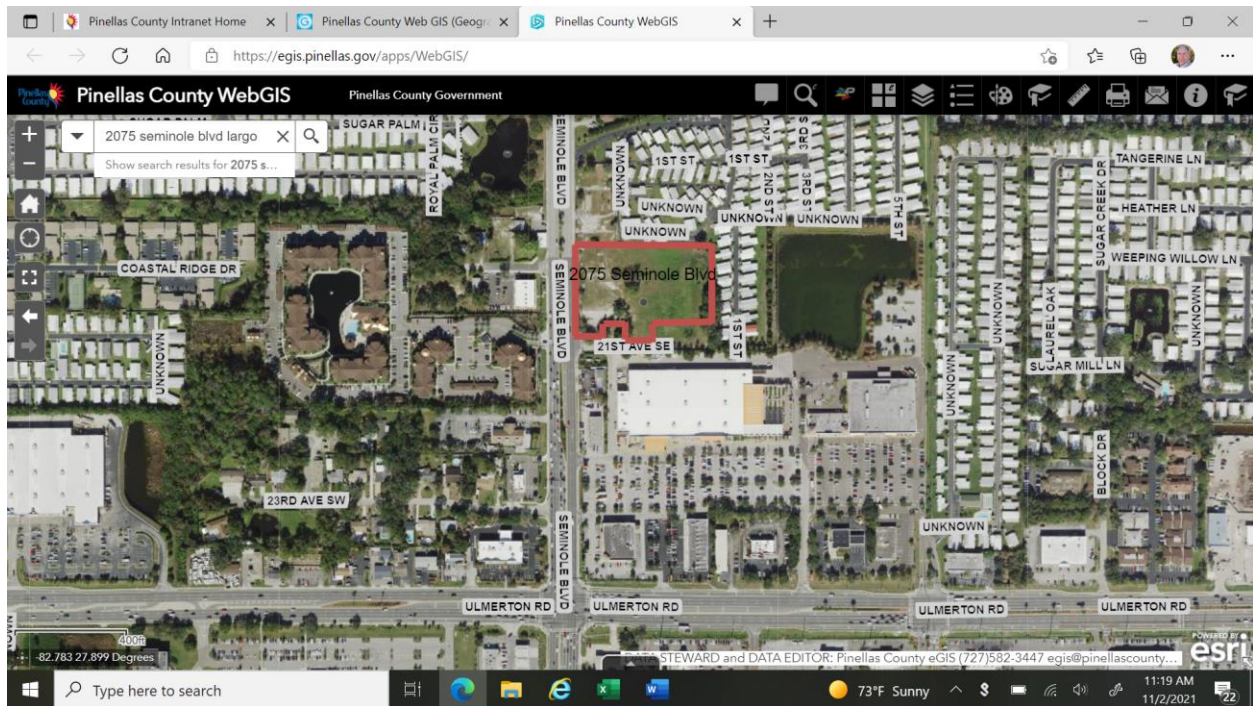 Pinellas County Intranet Home
Pinellas County Web GIS (Geogra
Pinellas County WebGIS
https://egis.pinellas.gov/apps/WebGIS/
Pinellas County
Pinellas County WebGIS
Pinellas County Government
2075 seminole blvd largo
Show search results for 2075 s...
SUGAR PALM
ROYAL PALM CIR
SEMINOLE BLVD
UNKNOWN
1ST ST
1ST ST
2ND ST
3RD ST
UNKNOWN
UNKNOWN
UNKNOWN
UNKNOWN
5TH ST
TANGERINE LN
SUGAR CREEK DR
HEATHER LN
WEEPING WILLOW LN
COASTAL RIDGE DR
2075 Seminole Blvd
SEMINOLE BLVD
UNKNOWN
21ST AVE SE
1ST ST
UNKNOWN
UNKNOWN
LAUREL OAK
UNKNOWN
SUGAR MILL LN
UNKNOWN
BLOCK DR
23RD AVE SW
SEMINOLE BLVD
UNKNOWN
ULMERTON RD
ULMERTON RD
ULMERTON RD
ULMERTON RD
400ft
-82.783 27.899 Degrees
DATA STEWARD and DATA EDITOR: Pinellas County eGIS (727)582-3447 egis@pinellascounty...
POWERED BY
esri
Type here to search
73°F Sunny
11:19 AM
11/2/2021
22